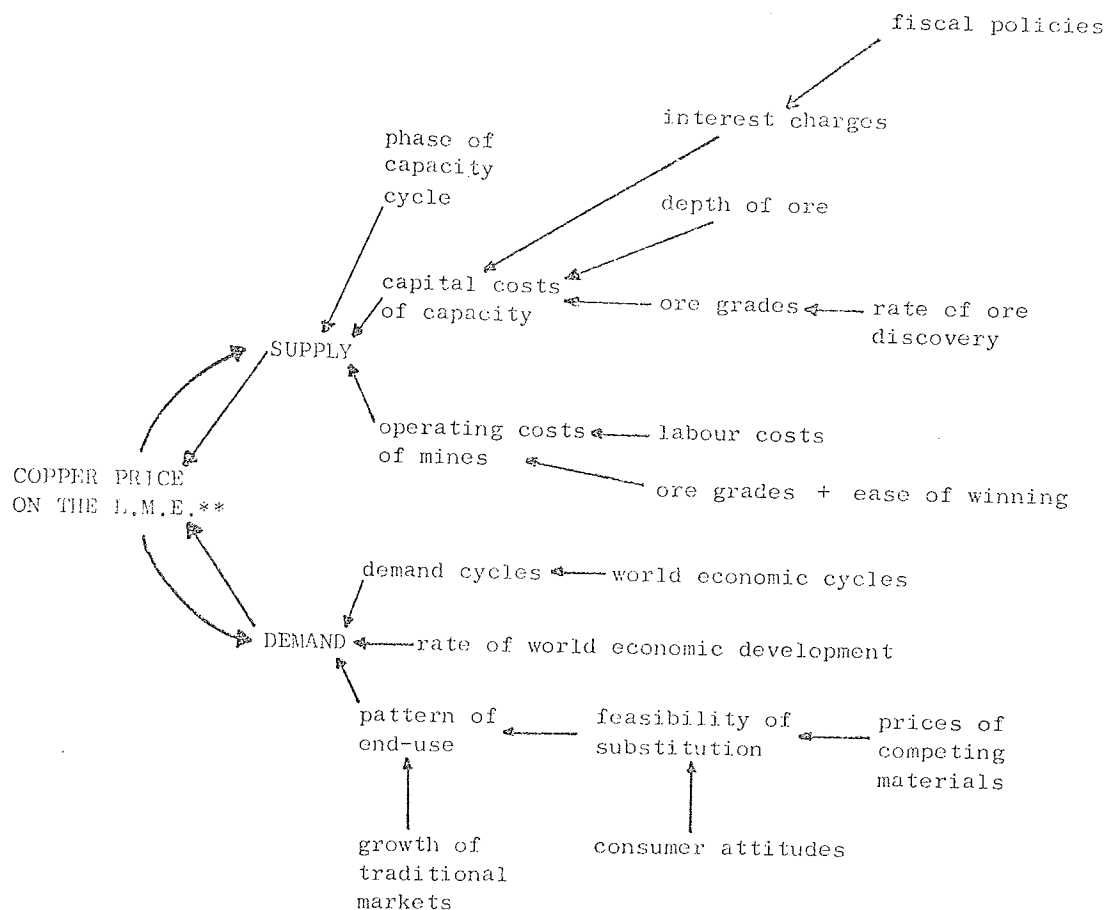 fiscal policies
interest charges
phase of
capacity
cycle
depth of ore
capital costs
of capacity
ore grades
rate of ore
discovery
SUPPLY
operating costs
of mines
labour costs
ore grades + ease of winning
COPPER PRICE
ON THE L.M.E.**
demand cycles
world economic cycles
DEMAND
rate of world economic development
pattern of
end-use
feasibility of
substitution
prices of
competing
materials
growth of
traditional
markets
consumer attitudes